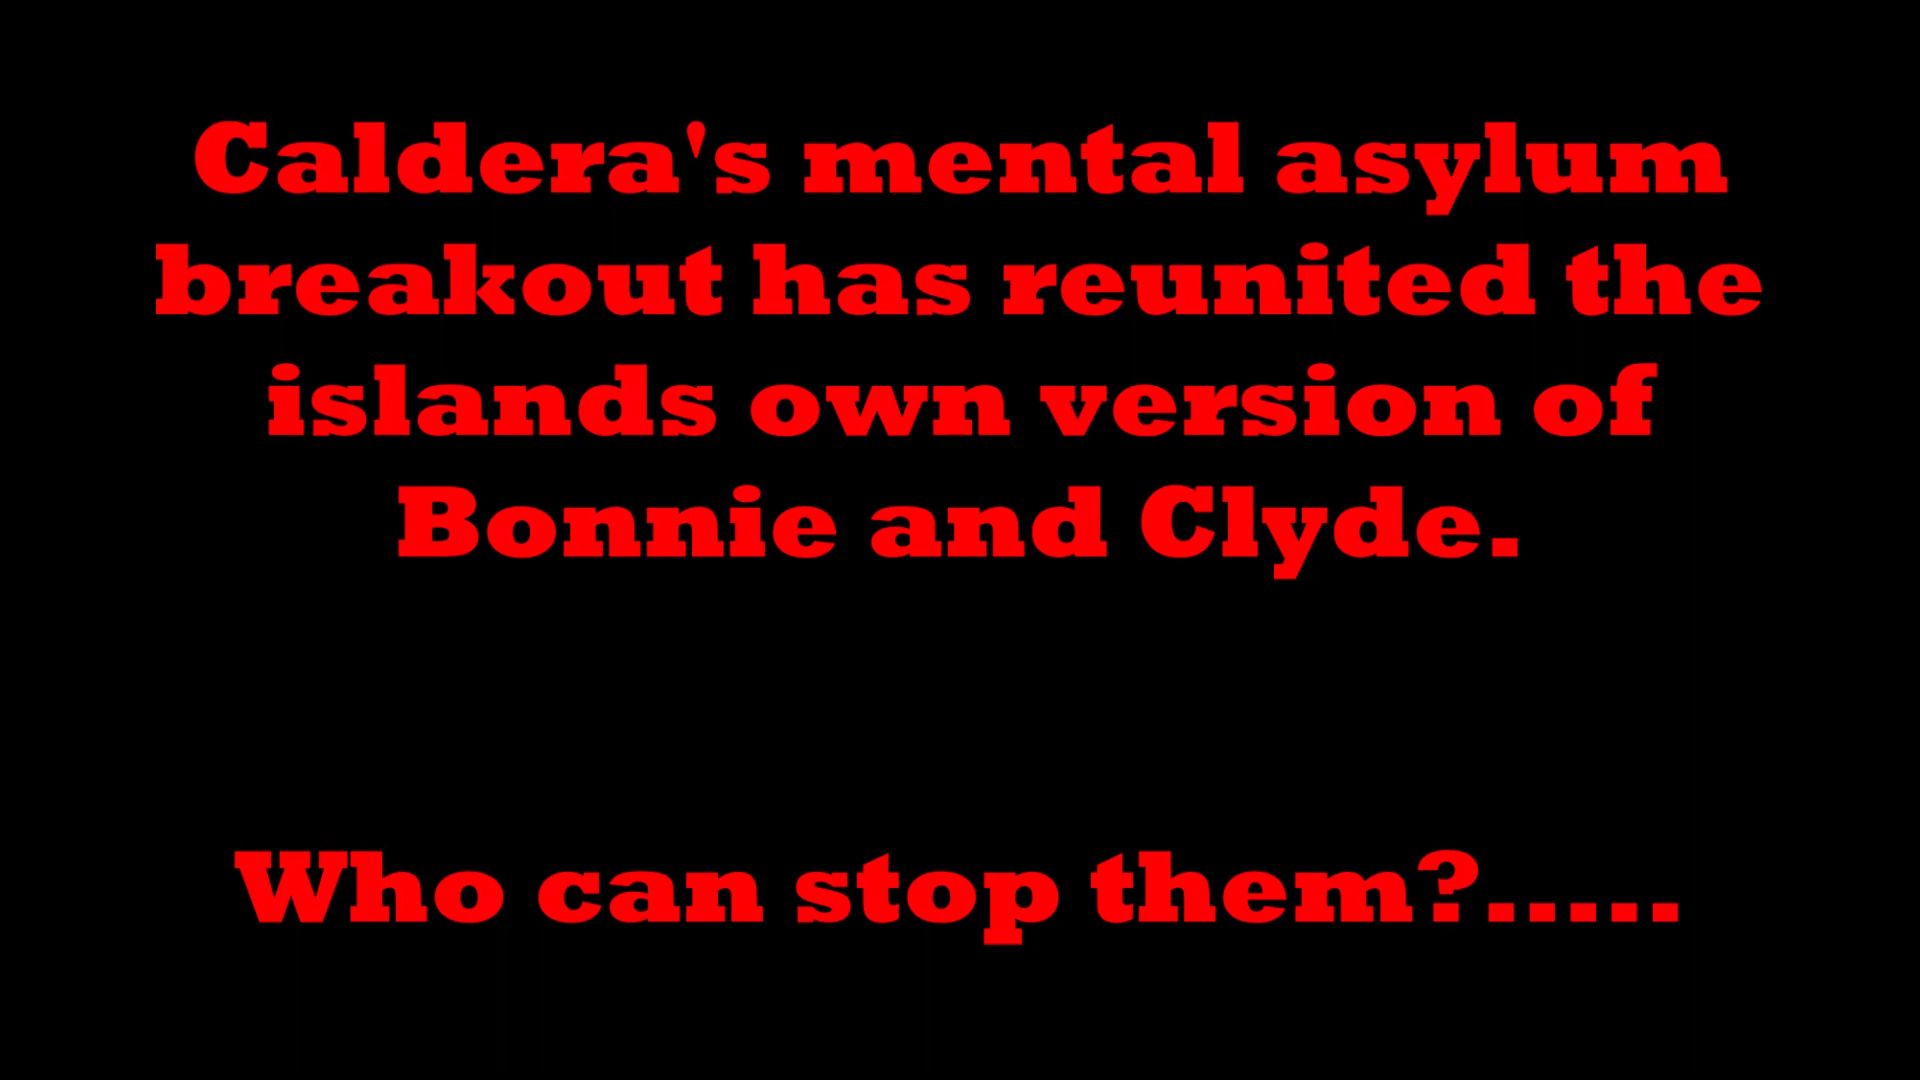 Caldera's mental asylum
breakout has reunited the
islands own version of
Bonnie and Clyde.
Who can stop them?.....